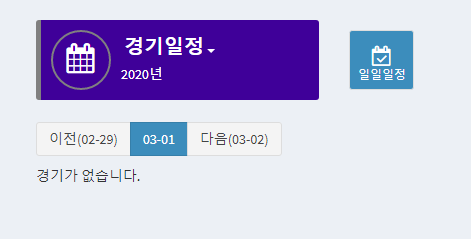 경기일정
2020년
일일일정
이전(02-29) 03-01 다음(03-02)
경기가 없습니다.